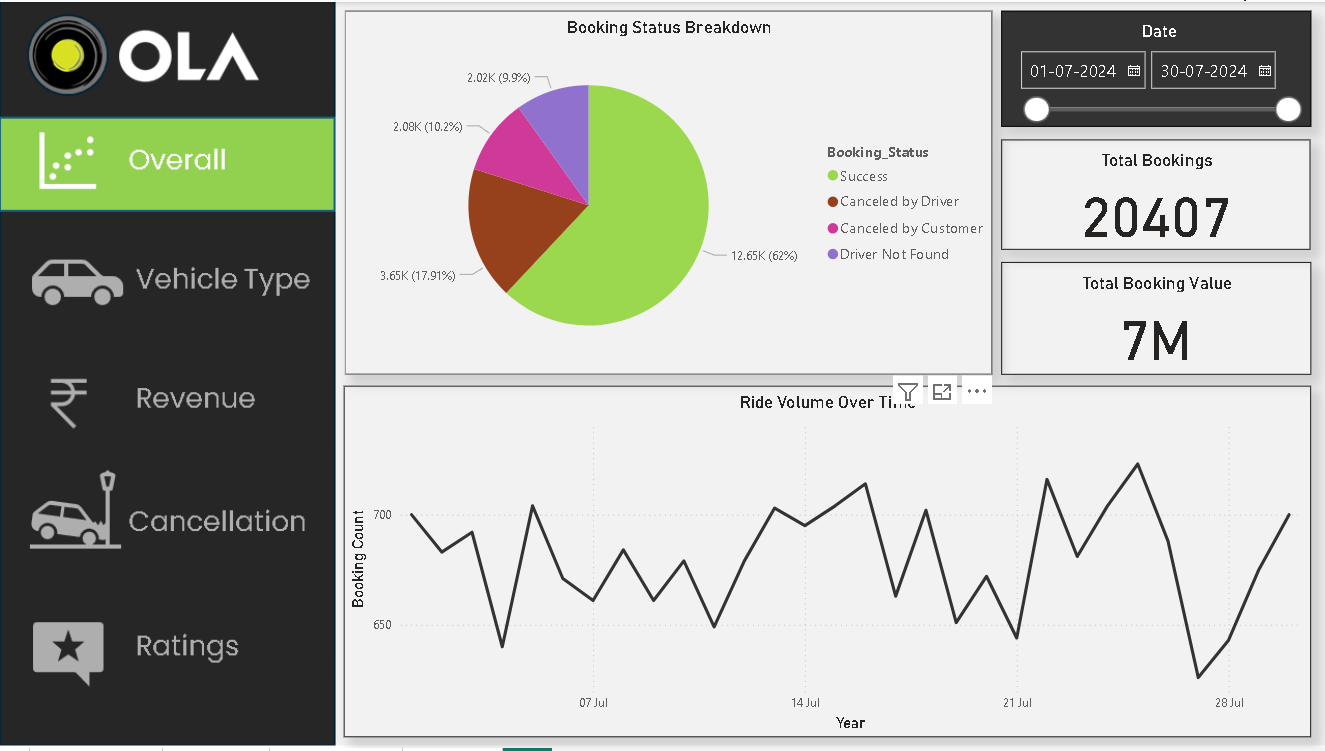 OLA
Overall
Vehicle Type
Revenue
Cancellation
Ratings
Booking Status Breakdown
2.02K (9.9%)
2.08K (10.2%)
3.65K (17.91%)
12.65K (62%)
Booking_Status
Success
Canceled by Driver
Canceled by Customer
Driver Not Found
Date
01-07-2024
30-07-2024
Total Bookings
20407
Total Booking Value
7M
Ride Volume Over Time
Booking Count
700
650
07 Jul
14 Jul
21 Jul
28 Jul
Year